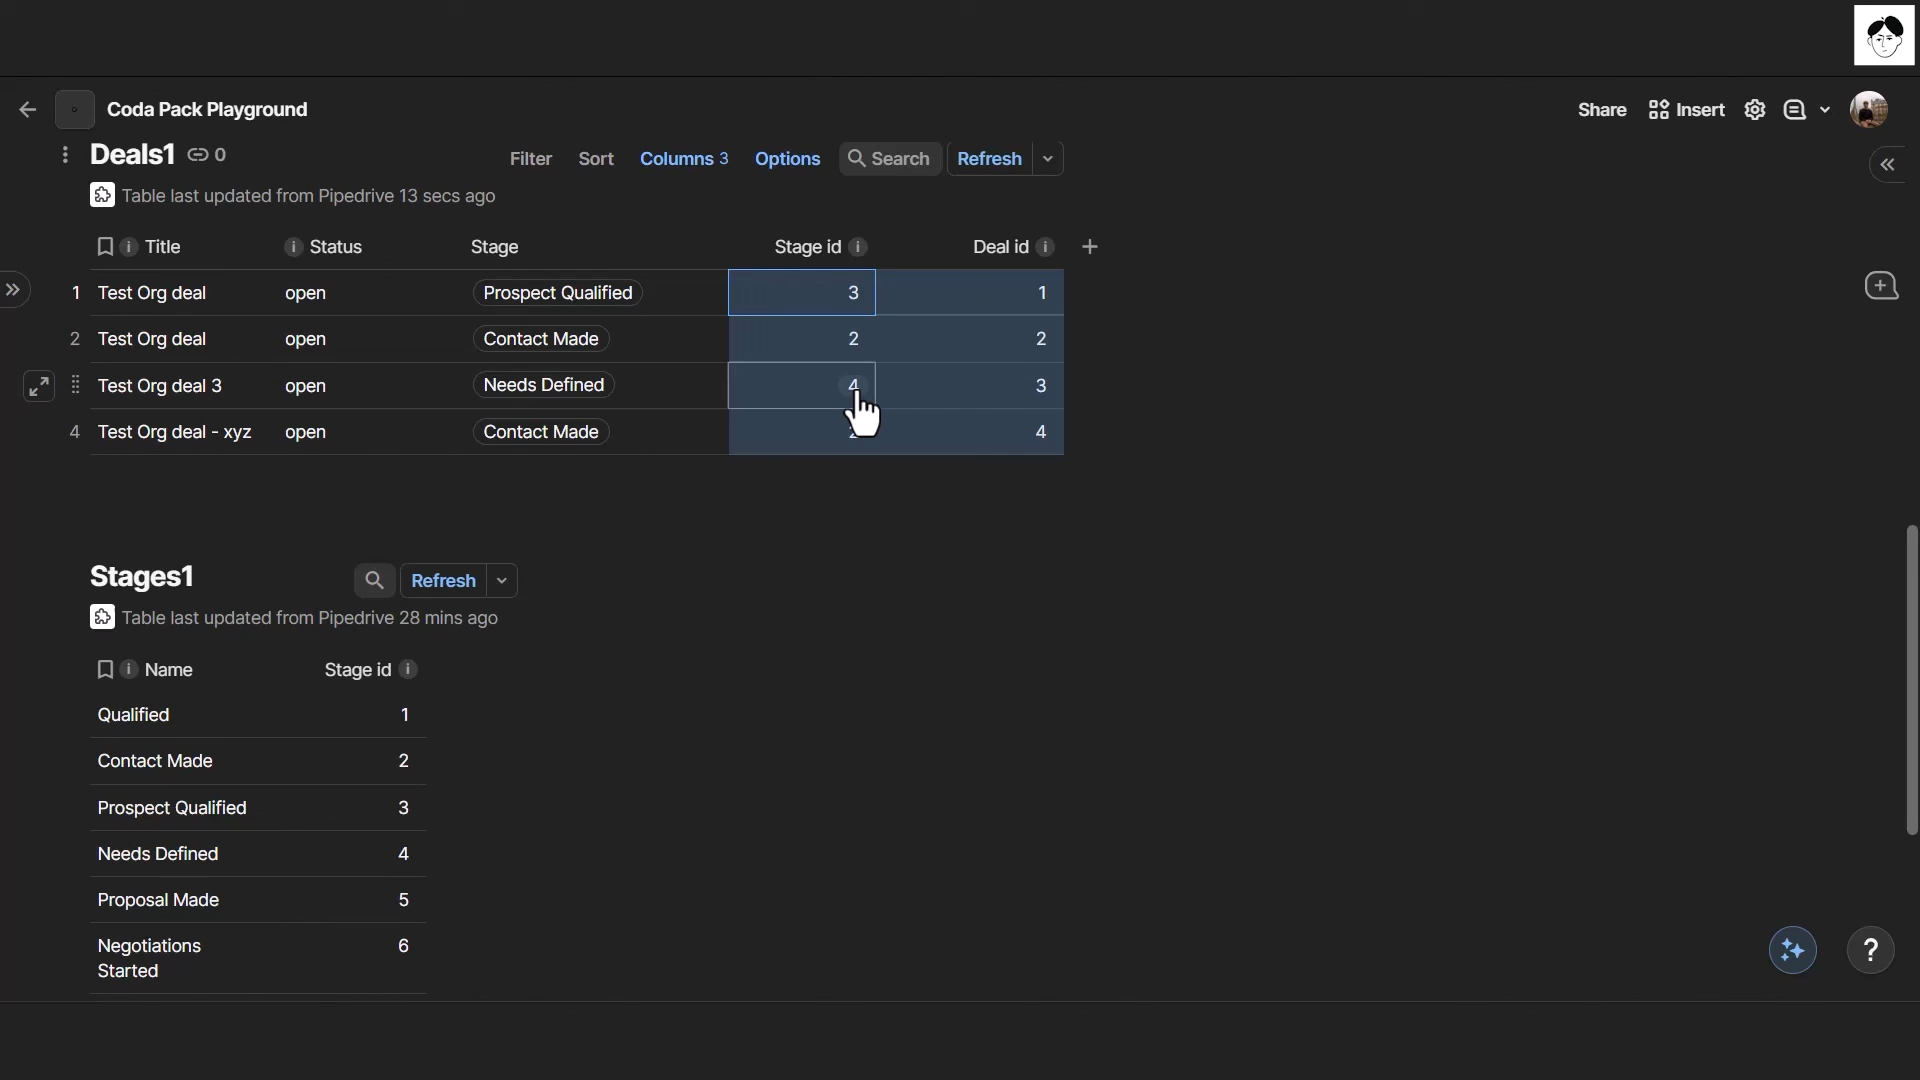 Coda Pack Playground
Share Insert
Deals1 0
Filter Sort Columns 3 Options Search Refresh
Table last updated from Pipedrive 13 secs ago
Title Status Stage Stage id Deal id
1 Test Org deal open Prospect Qualified 3 1
2 Test Org deal open Contact Made 2 2
Test Org deal 3 open Needs Defined 4 3
4 Test Org deal - xyz open Contact Made 4
Stages1 Refresh
Table last updated from Pipedrive 28 mins ago
Name Stage id
Qualified 1
Contact Made 2
Prospect Qualified 3
Needs Defined 4
Proposal Made 5
Negotiations 6
Started
?